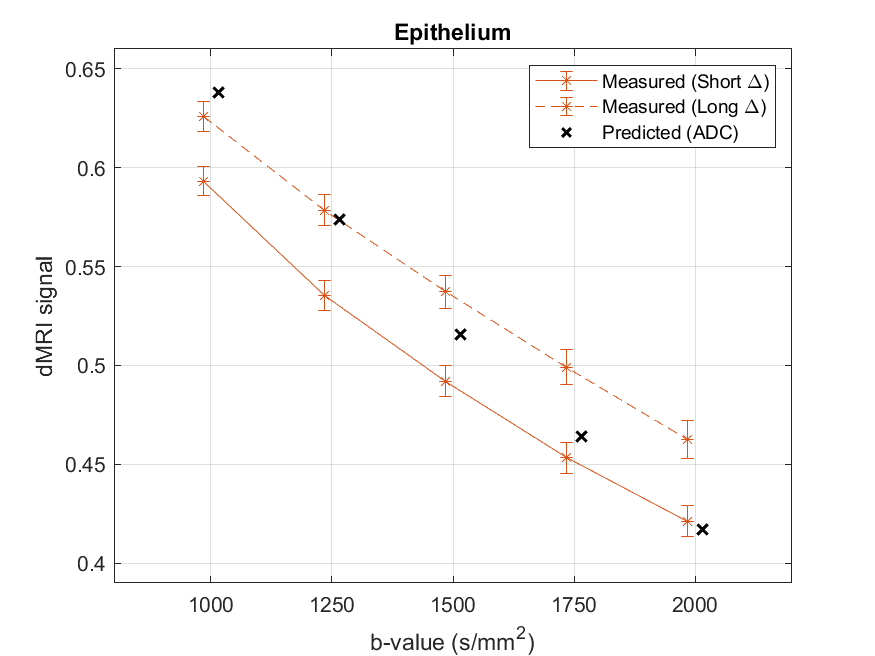 Epithelium
Measured (Short Δ)
Measured (Long Δ)
Predicted (ADC)
dMRI signal
0.65
0.6
0.55
0.5
0.45
0.4
1000 1250 1500 1750 2000
b-value (s/mm²)